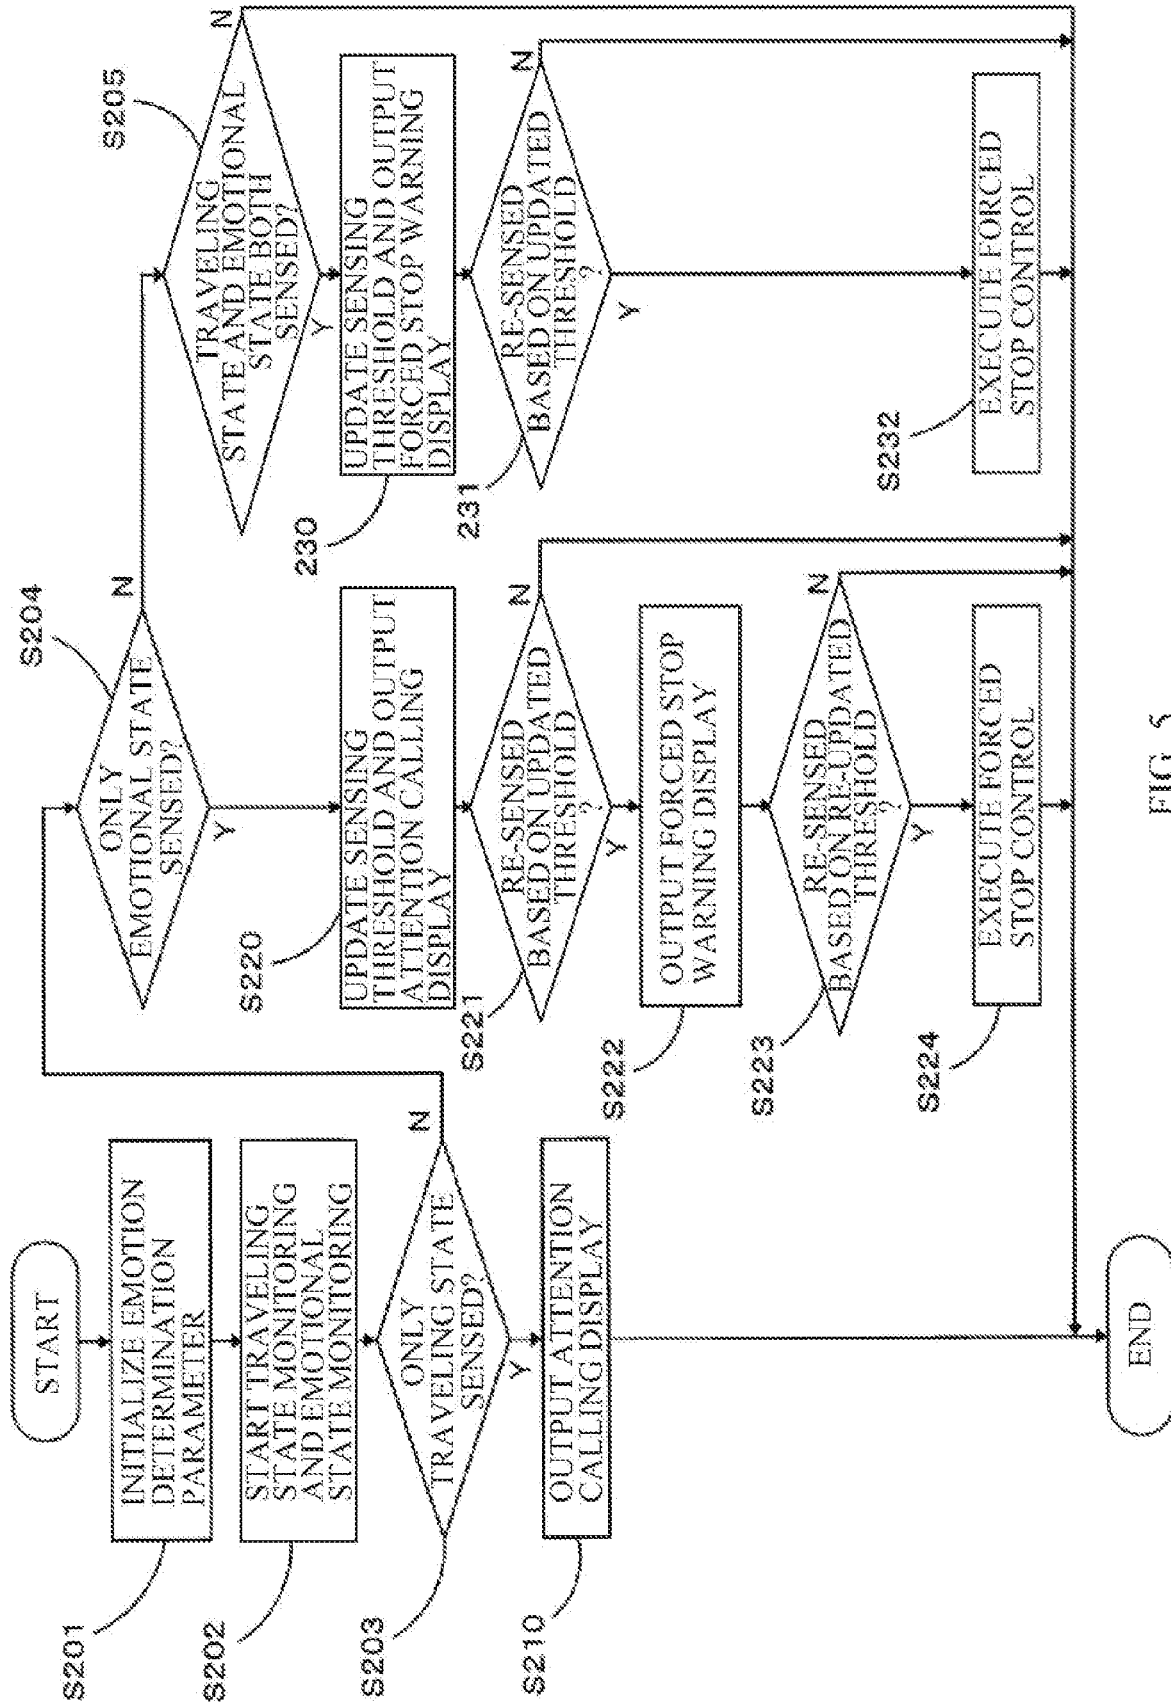 START
S201
INITIALIZE EMOTION
DETERMINATION
PARAMETER
S202
START TRAVELING
STATE MONITORING
AND EMOTIONAL
STATE MONITORING
S203
ONLY
TRAVELING STATE
SENSED?
N
Y
S210
OUTPUT ATTENTION
CALLING DISPLAY
S204
ONLY
EMOTIONAL STATE
SENSED?
N
Y
S220
UPDATE SENSING
THRESHOLD AND OUTPUT
ATTENTION CALLING
DISPLAY
S221
RE-SENSED
BASED ON UPDATED
THRESHOLD
?
N
Y
S222
OUTPUT FORCED STOP
WARNING DISPLAY
S223
RE-SENSED
BASED ON RE-UPDATED
THRESHOLD
?
N
Y
S224
EXECUTE FORCED
STOP CONTROL
S205
TRAVELING
STATE AND EMOTIONAL
STATE BOTH
SENSED?
N
Y
230
UPDATE SENSING
THRESHOLD AND OUTPUT
FORCED STOP WARNING
DISPLAY
231
RE-SENSED
BASED ON UPDATED
THRESHOLD
?
N
Y
S232
EXECUTE FORCED
STOP CONTROL
END
FIG. 5